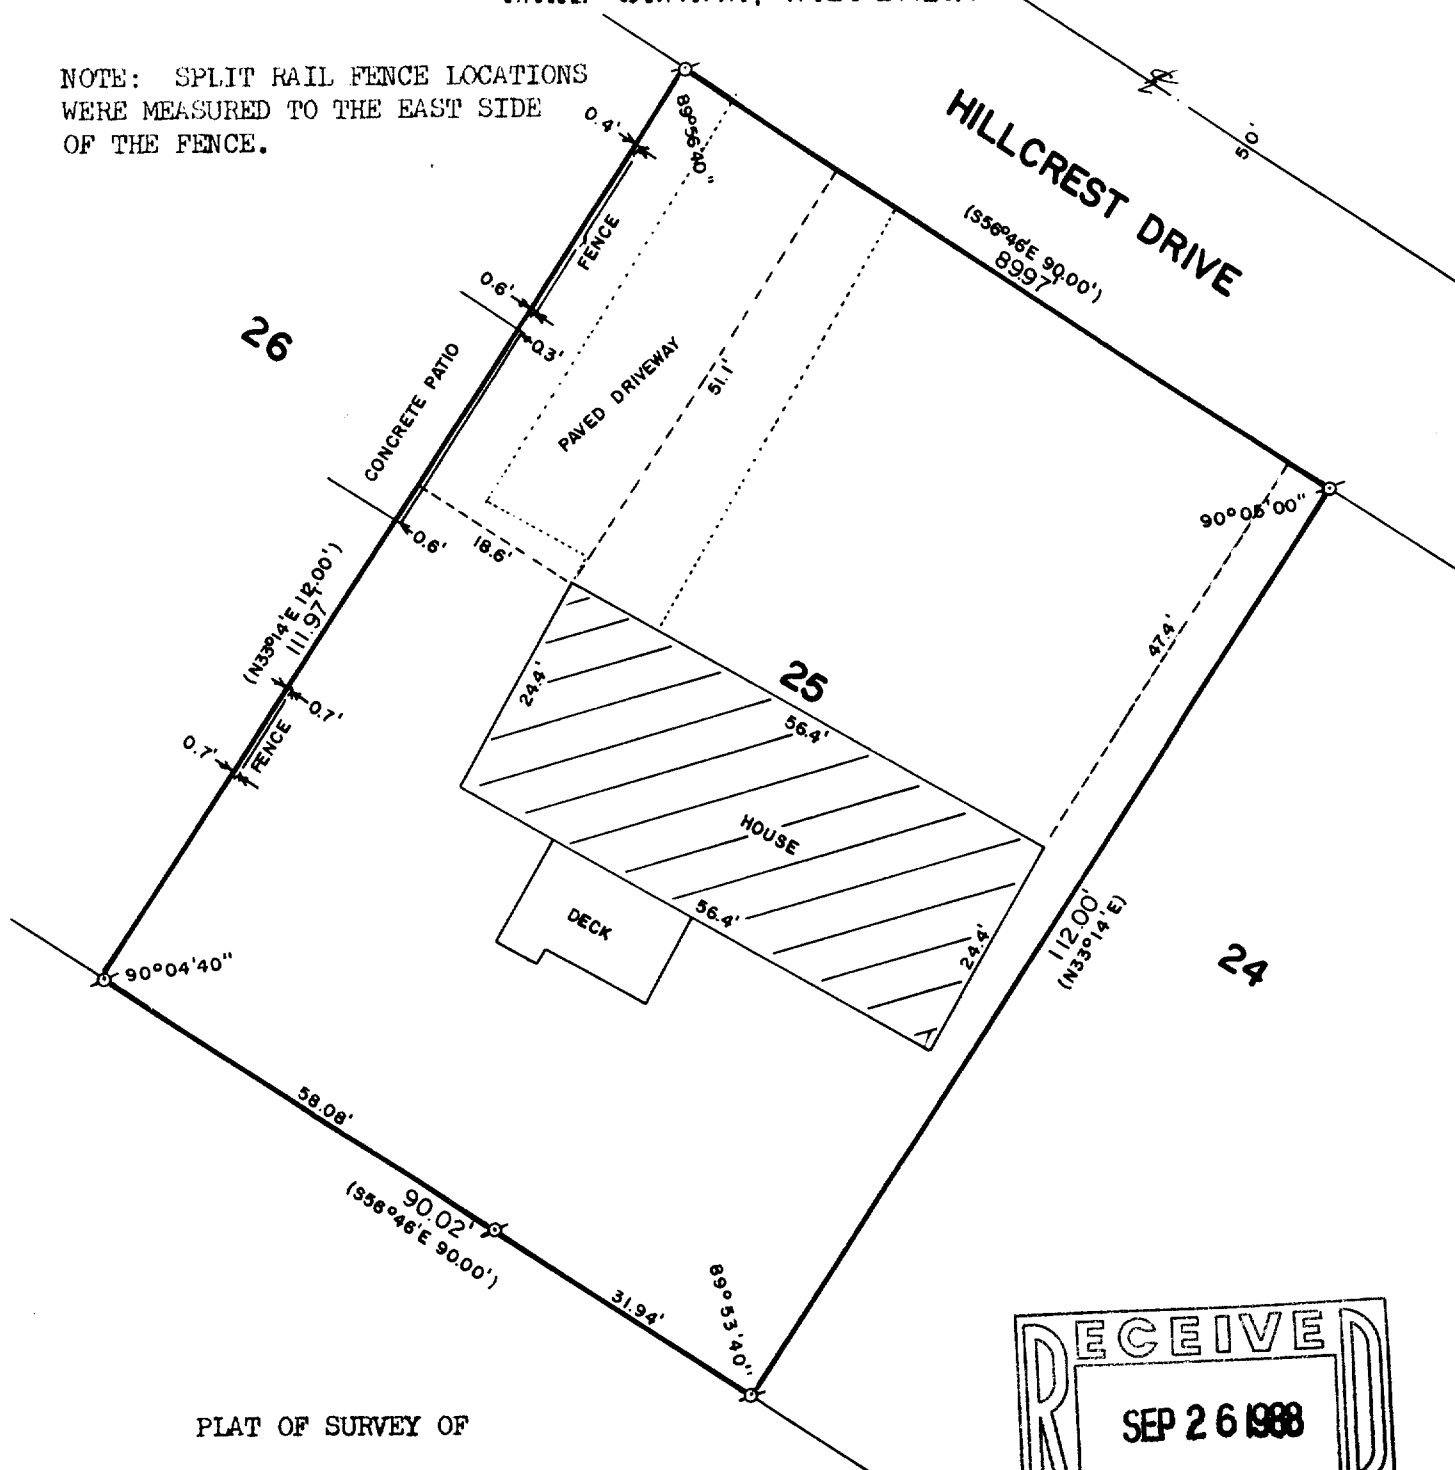 NOTE: SPLIT RAIL FENCE LOCATIONS
WERE MEASURED TO THE EAST SIDE
OF THE FENCE.
HILLCREST DRIVE
50'
(S56°46'E 90.00')
89.97'
89°56'40"
0.4'
FENCE
0.6'
0.3'
26
CONCRETE PATIO
PAVED DRIVEWAY
51.1'
90°05'00"
0.6'
18.6'
(N33°14'E 112.00')
111.97'
47.4'
24.4'
25
56.4'
0.7'
0.7'
FENCE
HOUSE
56.4'
DECK
24.4'
112.00'
(N33°14'E)
24
90°04'40"
58.08'
90.02'
(S56°46'E 90.00')
31.94'
89°53'40"
PLAT OF SURVEY OF
RECEIVED
SEP 26 1988